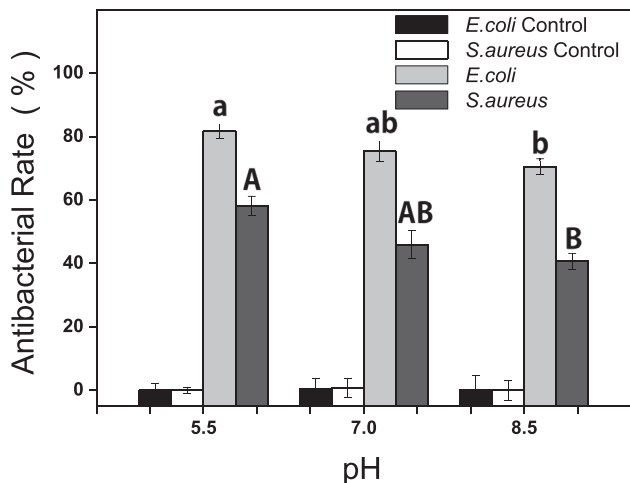 E.coli Control
S.aureus Control
E.coli
S.aureus
Antibacterial Rate ( % )
100
80
60
40
20
0
a
A
ab
AB
b
B
5.5
7.0
8.5
pH